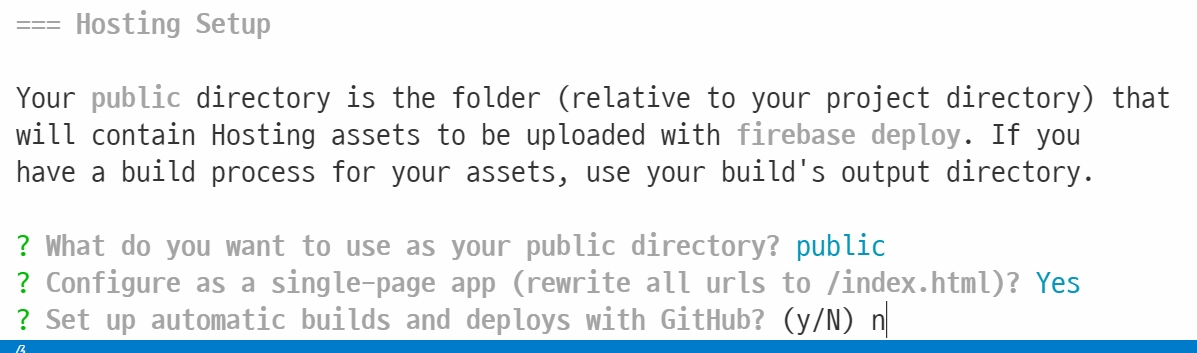 === Hosting Setup
Your public directory is the folder (relative to your project directory) that
will contain Hosting assets to be uploaded with firebase deploy. If you
have a build process for your assets, use your build's output directory.
? What do you want to use as your public directory? public
? Configure as a single-page app (rewrite all urls to /index.html)? Yes
? Set up automatic builds and deploys with GitHub? (y/N) n